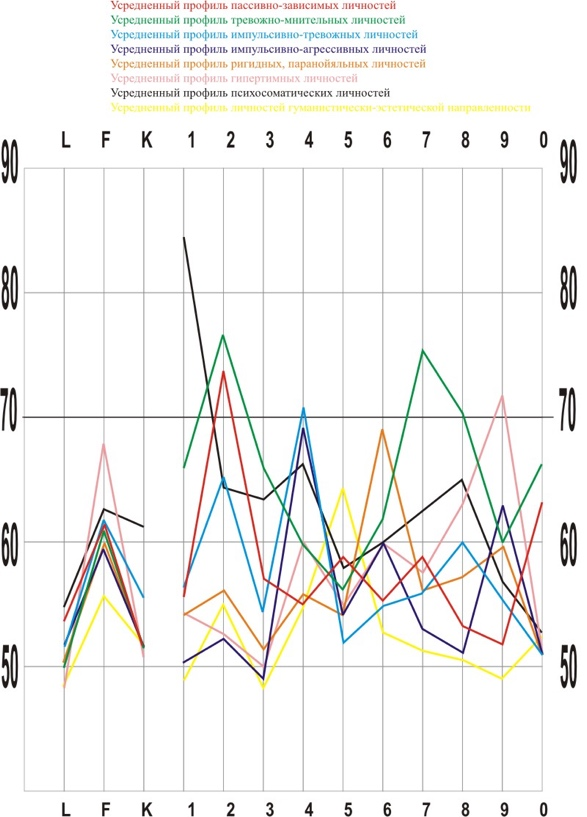 Усредненный профиль пассивно-зависимых личностей
Усредненный профиль тревожно-мнительных личностей
Усредненный профиль импульсивно-тревожных личностей
Усредненный профиль импульсивно-агрессивных личностей
Усредненный профиль ригидных, паранойяльных личностей
Усредненный профиль гипертимных личностей
Усредненный профиль психосоматических личностей
Усредненный профиль личностей гуманистически-эстетической направленности
L F K 1 2 3 4 5 6 7 8 9 0
90 90
80 80
70 70
60 60
50 50
L F K 1 2 3 4 5 6 7 8 9 0